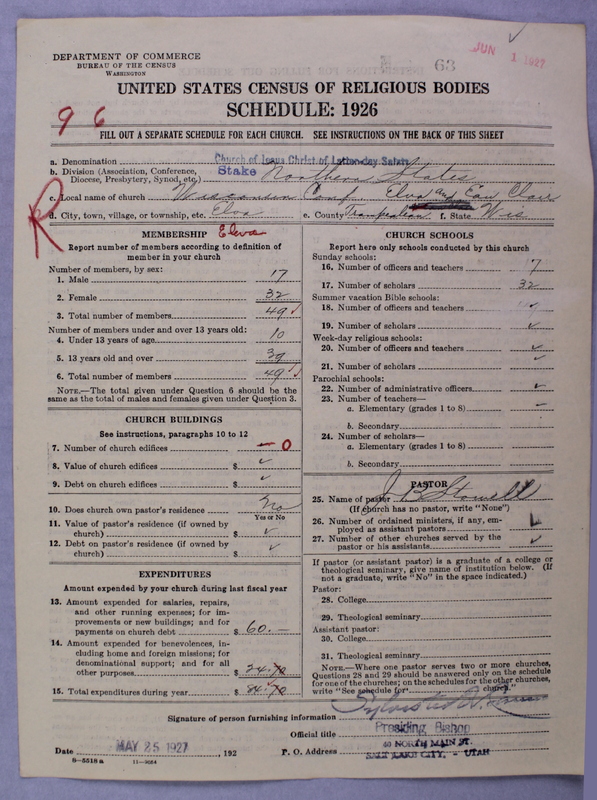 DEPARTMENT OF COMMERCE
BUREAU OF THE CENSUS
WASHINGTON
63
JUN 1 1927
UNITED STATES CENSUS OF RELIGIOUS BODIES
SCHEDULE: 1926
9 6
FILL OUT A SEPARATE SCHEDULE FOR EACH CHURCH. SEE INSTRUCTIONS ON THE BACK OF THIS SHEET
a. Denomination Church of Jesus Christ of Latter-day Saints
b. Division (Association, Conference, Diocese, Presbytery, Synod, etc.) Stake Northern States
c. Local name of church Wisconsin Conf Elva and Eau Clair
d. City, town, village, or township, etc. Elva e. County Trempealeau f. State Wis
R
MEMBERSHIP Eleva
Report number of members according to definition of
member in your church
Number of members, by sex:
1. Male 17
2. Female 32
3. Total number of members 49
Number of members under and over 13 years old:
4. Under 13 years of age 10
5. 13 years old and over 39
6. Total number of members 49
NOTE.—The total given under Question 6 should be
same as the total of males and females given under Question 3.
CHURCH BUILDINGS
See instructions, paragraphs 10 to 12
7. Number of church edifices — 0
8. Value of church edifices $ ✓
9. Debt on church edifices $ ✓
10. Does church own pastor's residence No
Yes or No
11. Value of pastor's residence (if owned by
church) $ ✓
12. Debt on pastor's residence (if owned by
church) $ ✓
EXPENDITURES
Amount expended by your church during last fiscal year
13. Amount expended for salaries, repairs,
and other running expenses; for im-
provements or new buildings; and for
payments on church debt $ 60.—
14. Amount expended for benevolences, in-
cluding home and foreign missions; for
denominational support; and for all
other purposes $ 24.70
15. Total expenditures during year $ 84.70
CHURCH SCHOOLS
Report here only schools conducted by this church
Sunday schools:
16. Number of officers and teachers 7
17. Number of scholars 32
Summer vacation Bible schools:
18. Number of officers and teachers
19. Number of scholars ✓
Week-day religious schools:
20. Number of officers and teachers ✓
21. Number of scholars ✓
Parochial schools:
22. Number of administrative officers ✓
23. Number of teachers—
a. Elementary (grades 1 to 8) —
b. Secondary
24. Number of scholars—
a. Elementary (grades 1 to 8)
b. Secondary
PASTOR
25. Name of pastor J B Stowell
(If church has no pastor, write "None")
26. Number of ordained ministers, if any, em-
ployed as assistant pastors
27. Number of other churches served by the
pastor or his assistants ✓
If pastor (or assistant pastor) is a graduate of a college or
theological seminary, give name of institution below. (If
not a graduate, write "No" in the space indicated.)
Pastor:
28. College
29. Theological seminary
Assistant pastor:
30. College
31. Theological seminary
NOTE.—Where one pastor serves two or more churches,
Questions 28 and 29 should be answered only on the schedule
for one of the churches; on the schedules for the other churches,
write "See schedule for church."
Signature of person furnishing information
Official title Presiding Bishop
Date MAY 25 1927, 192 P. O. Address 40 NORTH MAIN ST.
SALT LAKE CITY, - UTAH
8—5518 a 11—9084